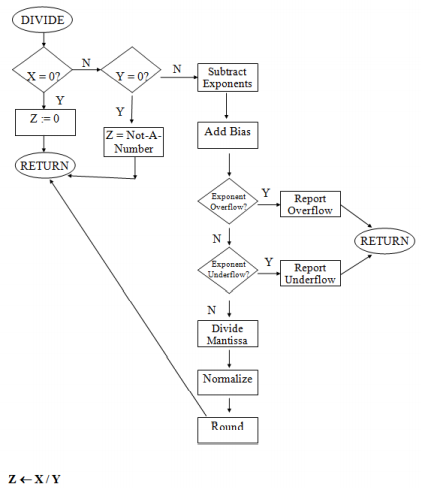 DIVIDE
X = 0?
N
Y = 0?
N
Subtract
Exponents
Y
Z := 0
Y
Z = Not-A-
Number
Add Bias
RETURN
Exponent
Overflow?
Y
Report
Overflow
N
RETURN
Exponent
Underflow?
Y
Report
Underflow
N
Divide
Mantissa
Normalize
Round
Z ← X / Y